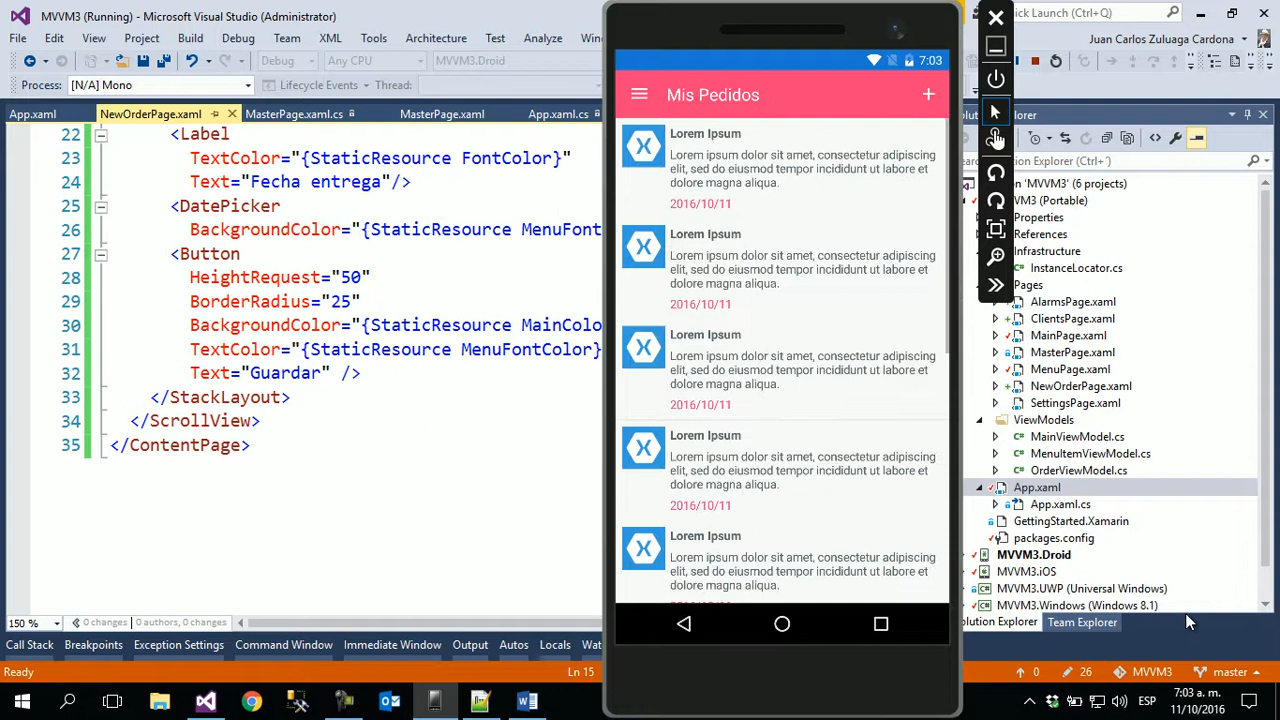 MVVM3 (Running) - Microsoft Visual Studio (Administrator)
ick Launch (Ctrl+Q)
File Edit View Project Build Debug Team XML Tools Architecture Test Analyze Window
Juan Carlos Zuluaga Cardona
Debug Any CPU MVVM3.Droid
Process: [N/A] Mono Lifecycle Events
App.xaml NewOrderPage.xaml MasterPage.xaml.cs MasterPage.xaml App.xaml.cs
22 <Label
23 TextColor="{StaticResource FontColor}"
24 Text="Fecha entrega"/>
25 <DatePicker
26 BackgroundColor="{StaticResource MenuFont
27 <Button
28 HeightRequest="50"
29 BorderRadius="25"
30 BackgroundColor="{StaticResource MainColo
31 TextColor="{StaticResource MenuFontColor}
32 Text="Guardar" />
33 </StackLayout>
34 </ScrollView>
35 </ContentPage>
150 % 0 changes 0 authors, 0 changes
Call Stack Breakpoints Exception Settings Command Window Immediate Window Output Autos Locals
Ready Ln 15
7:03
Mis Pedidos +
Lorem Ipsum
Lorem ipsum dolor sit amet, consectetur adipiscing
elit, sed do eiusmod tempor incididunt ut labore et
dolore magna aliqua.
2016/10/11
Lorem Ipsum
Lorem ipsum dolor sit amet, consectetur adipiscing
elit, sed do eiusmod tempor incididunt ut labore et
dolore magna aliqua.
2016/10/11
Lorem Ipsum
Lorem ipsum dolor sit amet, consectetur adipiscing
elit, sed do eiusmod tempor incididunt ut labore et
dolore magna aliqua.
2016/10/11
Lorem Ipsum
Lorem ipsum dolor sit amet, consectetur adipiscing
elit, sed do eiusmod tempor incididunt ut labore et
dolore magna aliqua.
2016/10/11
Lorem Ipsum
Lorem ipsum dolor sit amet, consectetur adipiscing
elit, sed do eiusmod tempor incididunt ut labore et
dolore magna aliqua.
olution Explorer
earch Solution Explorer (Ctrl+´)
on 'MVVM3' (6 projects)
VM3 (Portable)
Properties
References
Infrastructure
InstanceLocator.cs
Pages
AlarmsPage.xaml
ClientsPage.xaml
MainPage.xaml
MasterPage.xaml
MenuPage.xaml
NewOrderPage.xaml
SettingsPage.xaml
ViewModels
MainViewModel.cs
MenuItemViewModel.cs
OrderViewModel.cs
App.xaml
App.xaml.cs
GettingStarted.Xamarin
packages.config
MVVM3.Droid
MVVM3.iOS
MVVM3.UWP (Universal Windows)
MVVM3.Windows (Windows 8.1)
olution Explorer Team Explorer
0 26 MVVM3 master
ESP
7:03 a. m.
11/10/2016